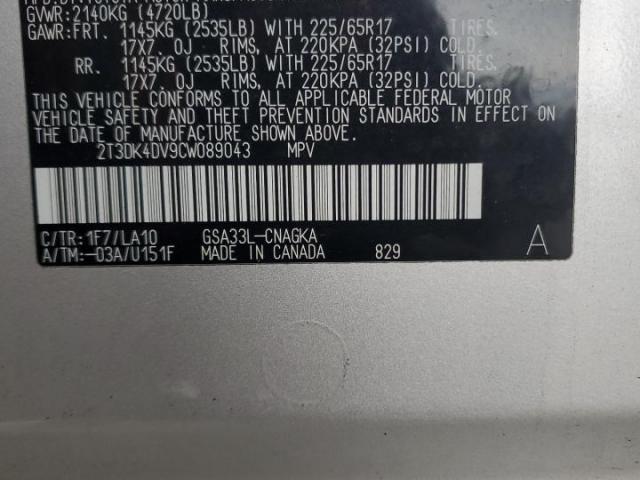 GVWR:2140KG (4720LB)
GAWR:FRT. 1145KG (2535LB) WITH 225/65R17 TIRES,
17X7. 0J RIMS, AT 220KPA (32PSI) COLD.
RR. 1145KG (2535LB) WITH 225/65R17 TIRES,
17X7. 0J RIMS, AT 220KPA (32PSI) COLD.
THIS VEHICLE CONFORMS TO ALL APPLICABLE FEDERAL MOTOR
VEHICLE SAFETY AND THEFT PREVENTION STANDARDS IN EFFECT ON THE
DATE OF MANUFACTURE SHOWN ABOVE.
2T3DK4DV9CW089043 MPV
C/TR:1F7/LA10 GSA33L-CNAGKA
A/TM:-03A/U151F MADE IN CANADA 829 A